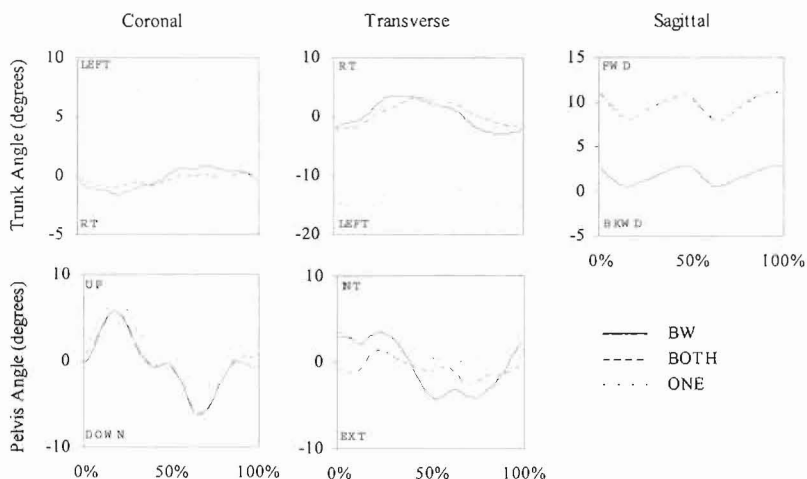 Coronal
Transverse
Sagittal
Trunk Angle (degrees)
10
5
0
-5
LEFT
RT
10
0
-10
-20
RT
LEFT
15
10
5
0
-5
FWD
BKWD
0% 50% 100%
Pelvis Angle (degrees)
10
0
-10
UP
DOWN
0% 50% 100%
10
0
-10
INT
EXT
0% 50% 100%
BW
BOTH
ONE